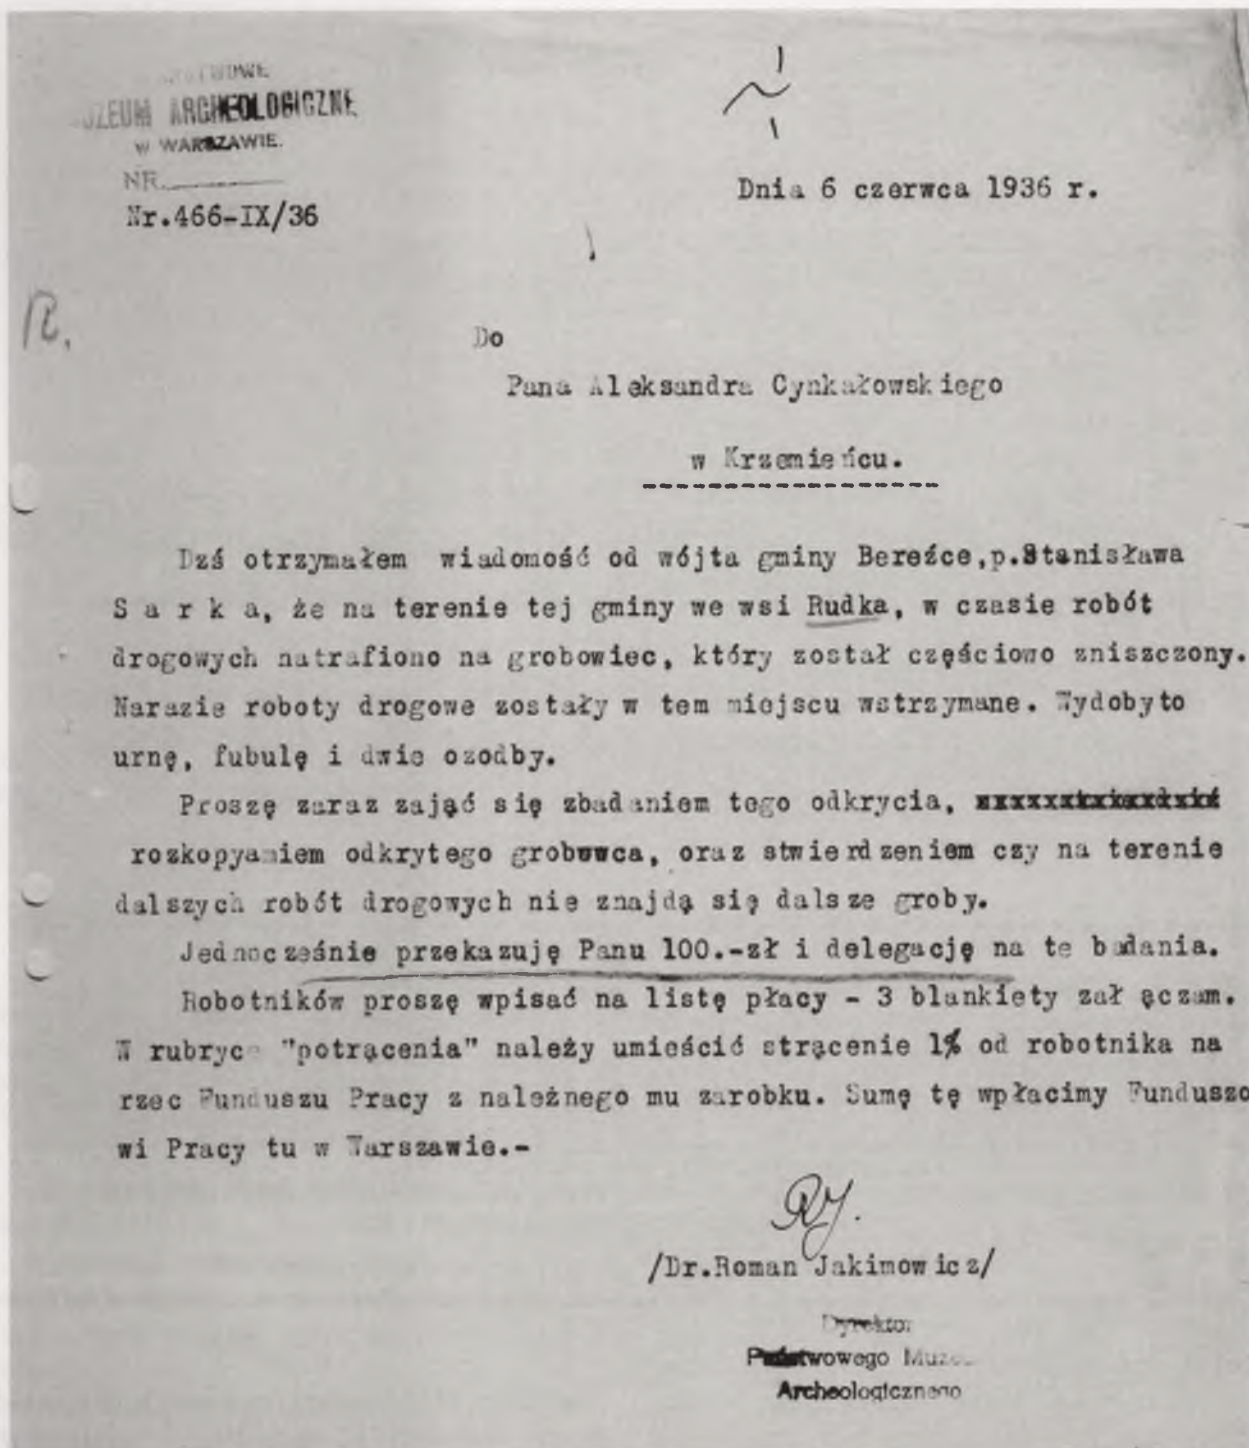 MUZEUM ARCHEOLOGICZNE
W WARSZAWIE.
NR.
Nr.466-IX/36
Dnia 6 czerwca 1936 r.
R.
Do
Pana Aleksandra Cynkałowskiego
w Krzemieńcu.
Dzś otrzymałem wiadomość od wójta gminy Bereźce,p.Stanisława
S a r k a, że na terenie tej gminy we wsi Rudka, w czasie robót
drogowych natrafiono na grobowiec, który został częściowo zniszczony.
Narazie roboty drogowe zostały w tem miejscu wstrzymane. Wydobyto
urnę, fubulę i dwie ozodby.
Proszę zaraz zająć się zbadaniem tego odkrycia,
rozkopyaniem odkrytego grobowca, oraz stwierdzeniem czy na terenie
dalszych robót drogowych nie znajdą się dalsze groby.
Jednocześnie przekazuję Panu 100.-zł i delegację na te badania.
Robotników proszę wpisać na listę płacy - 3 blankiety zał ęczam.
W rubryce "potrącenia" należy umieścić strącenie 1% od robotnika na
rzec Funduszu Pracy z należnego mu zarobku. Sumę tę wpłacimy Funduszo
wi Pracy tu w Warszawie.-
RJ.
/Dr.Roman Jakimowicz/
Dyrektor
Państwowego
Archeologicznego